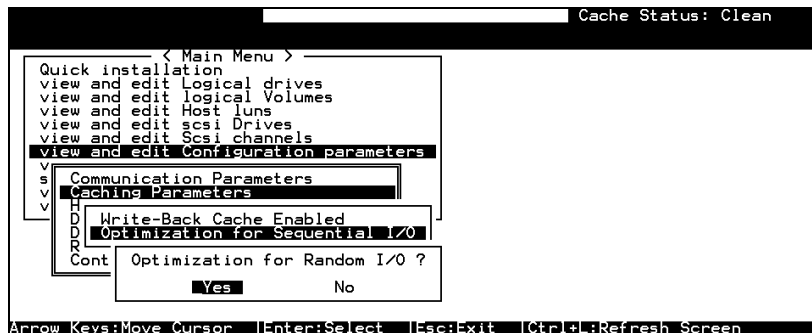 Cache Status: Clean
< Main Menu >
Quick installation
view and edit Logical drives
view and edit logical Volumes
view and edit Host luns
view and edit scsi Drives
view and edit Scsi channels
view and edit Configuration parameters
v
s Communication Parameters
v Caching Parameters
v H
D Write-Back Cache Enabled
D Optimization for Sequential I/O
R
Cont Optimization for Random I/O ?
Yes No
Arrow Keys:Move Cursor |Enter:Select |Esc:Exit |Ctrl+L:Refresh Screen